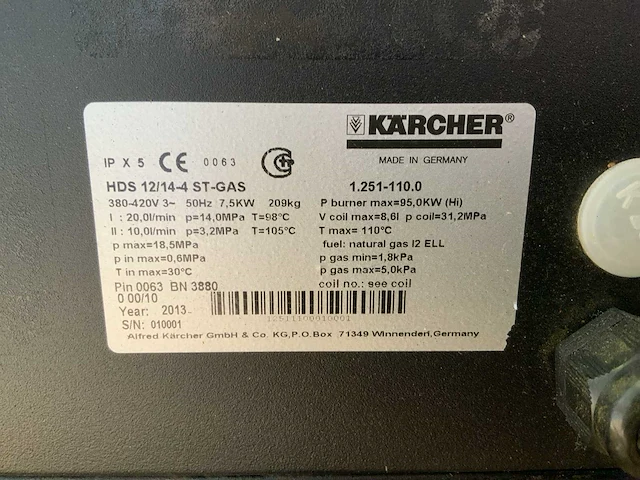 KÄRCHER®
MADE IN GERMANY
IP X 5 CE 0063
HDS 12/14-4 ST-GAS 1.251-110.0
380-420V 3~ 50Hz 7,5KW 209kg P burner max=95,0KW (Hi)
I : 20,0l/min p=14,0MPa T=98°C V coil max=8,6l p coil=31,2MPa
II : 10,0l/min p=3,2MPa T=105°C T max= 110°C
p max=18,5MPa fuel: natural gas I2 ELL
p in max=0,6MPa p gas min=1,8kPa
T in max=30°C p gas max=5,0kPa
Pin 0063 BN 3880 coil no.: see coil
0 00/10
Year: 2013
12511100010001
S/N: 010001
Alfred Kärcher GmbH & Co. KG,P.O.Box 71349 Winnenden,Germany